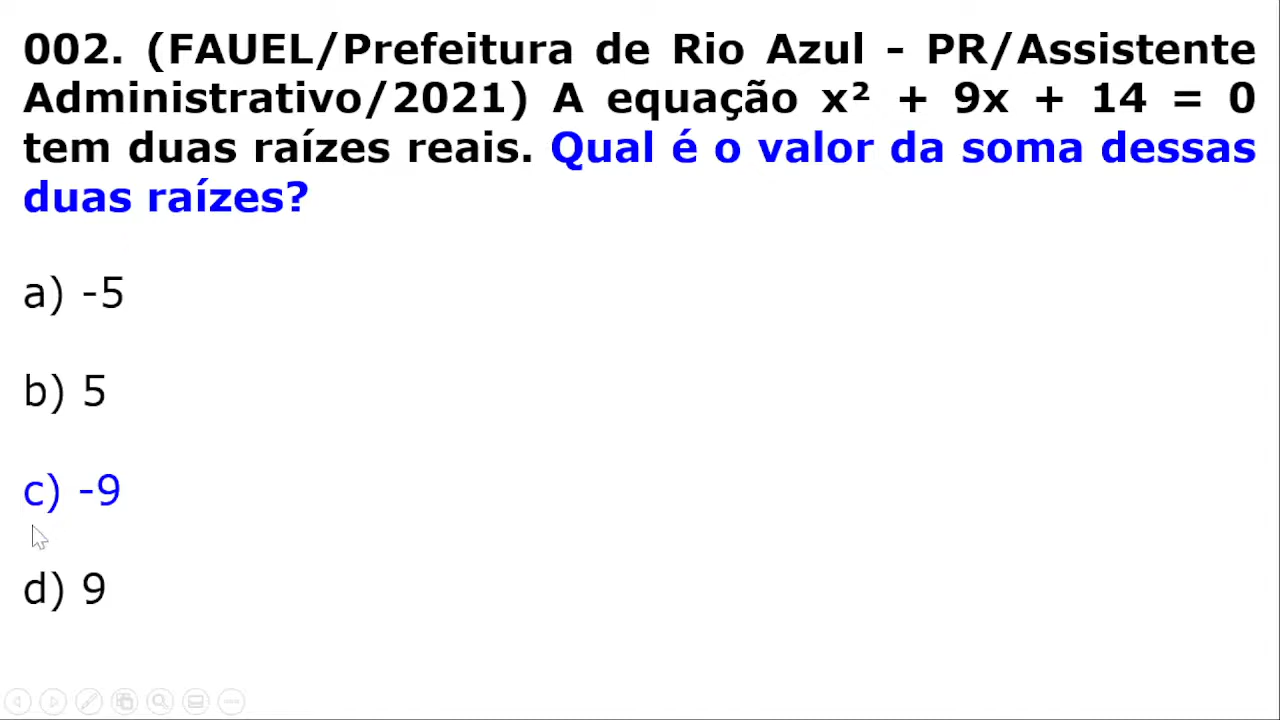 002. (FAUEL/Prefeitura de Rio Azul – PR/Assistente
Administrativo/2021) A equação x² + 9x + 14 = 0
tem duas raízes reais. Qual é o valor da soma dessas
duas raízes?
a) -5
b) 5
c) -9
d) 9